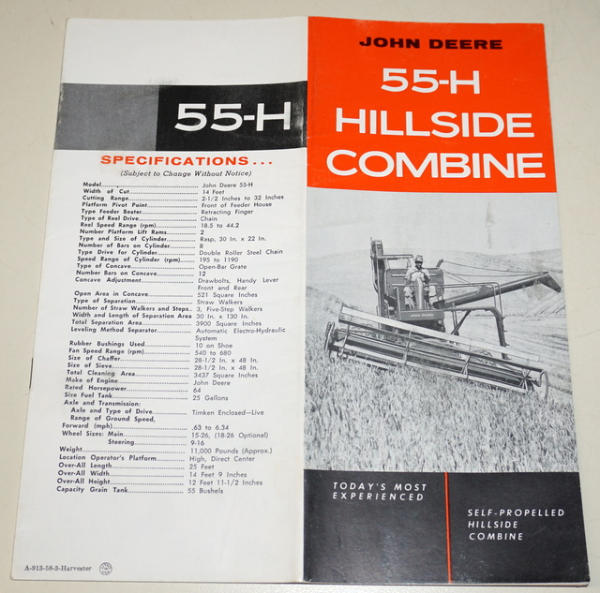 55-H
SPECIFICATIONS...
(Subject to Change Without Notice)
Model John Deere 55-H
Width of Cut 14 Feet
Cutting Range 2-1/2 Inches to 32 Inches
Platform Pivot Point Front of Feeder House
Type Feeder Beater Retracting Finger
Type of Reel Drive Chain
Reel Speed Range (rpm) 18.5 to 44.2
Number Platform Lift Rams 2
Type and Size of Cylinder Rasp, 30 In. x 22 In.
Number of Bars on Cylinder 8
Type Drive for Cylinder Double Roller Steel Chain
Speed Range of Cylinder (rpm) 195 to 1190
Type of Concave Open-Bar Grate
Number Bars on Concave 12
Concave Adjustment Drawbolts, Handy Lever
Front and Rear
Open Area in Concave 521 Square Inches
Type of Separation Straw Walkers
Number of Straw Walkers and Steps 3, Five-Step Walkers
Width and Length of Separation Area 30 In. x 130 In.
Total Separation Area 3900 Square Inches
Leveling Method Separator Automatic Electro-Hydraulic
System
Rubber Bushings Used 10 on Shoe
Fan Speed Range (rpm) 540 to 680
Size of Chaffer 28-1/2 In. x 48 In.
Size of Sieve 28-1/2 In. x 48 In.
Total Cleaning Area 3437 Square Inches
Make of Engine John Deere
Rated Horsepower 64
Size Fuel Tank 25 Gallons
Axle and Transmission:
Axle and Type of Drive Timken Enclosed—Live
Range of Ground Speed,
Forward (mph) .63 to 6.34
Wheel Sizes: Main 15-26, (18-26 Optional)
Steering 9-16
Weight 11,000 Pounds (Approx.)
Location Operator's Platform High, Direct Center
Over-All Length 25 Feet
Over-All Width 14 Feet 9 Inches
Over-All Height 12 Feet 11-1/2 Inches
Capacity Grain Tank 55 Bushels
A-913-58-3-Harvester
JOHN DEERE
55-H
HILLSIDE
COMBINE
TODAY'S MOST
EXPERIENCED
SELF-PROPELLED
HILLSIDE
COMBINE